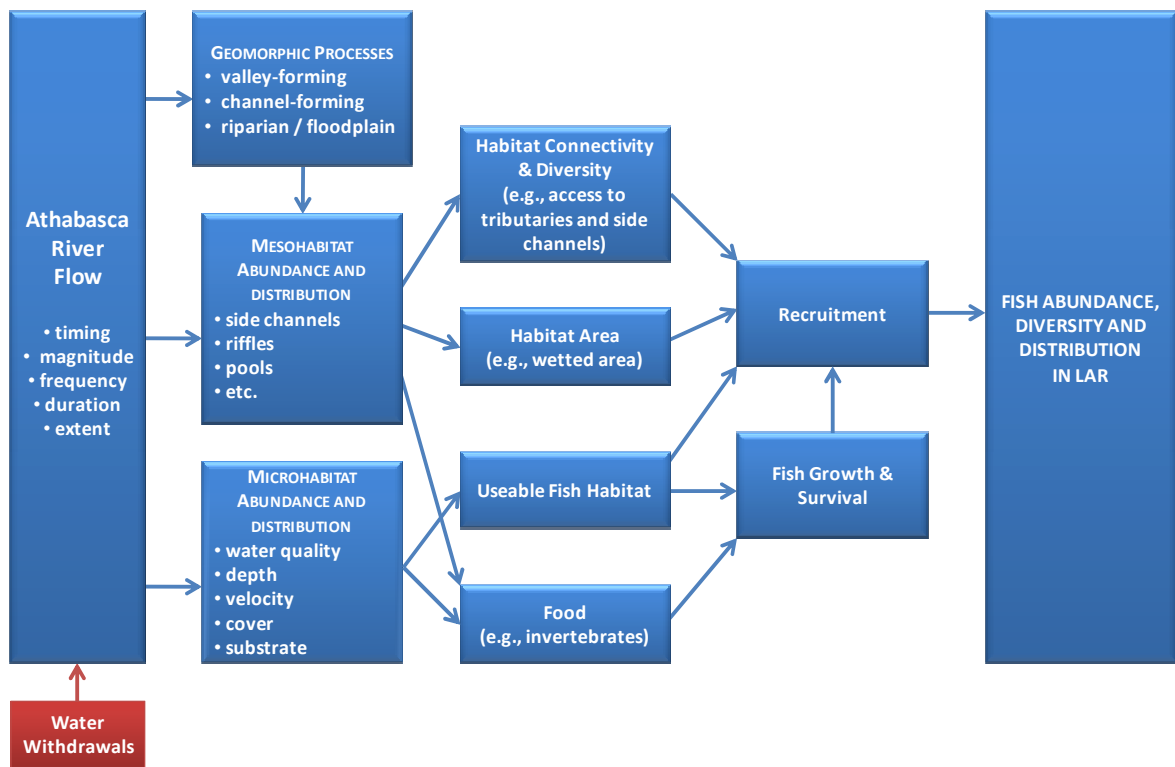 Athabasca
River
Flow
• timing
• magnitude
• frequency
• duration
• extent
Water
Withdrawals
GEOMORPHIC PROCESSES
• valley-forming
• channel-forming
• riparian / floodplain
MESOHABITAT
ABUNDANCE AND
DISTRIBUTION
• side channels
• riffles
• pools
• etc.
MICROHABITAT
ABUNDANCE AND
DISTRIBUTION
• water quality
• depth
• velocity
• cover
• substrate
Habitat Connectivity
& Diversity
(e.g., access to
tributaries and side
channels)
Habitat Area
(e.g., wetted area)
Useable Fish Habitat
Food
(e.g., invertebrates)
Recruitment
Fish Growth &
Survival
FISH ABUNDANCE,
DIVERSITY AND
DISTRIBUTION
IN LAR